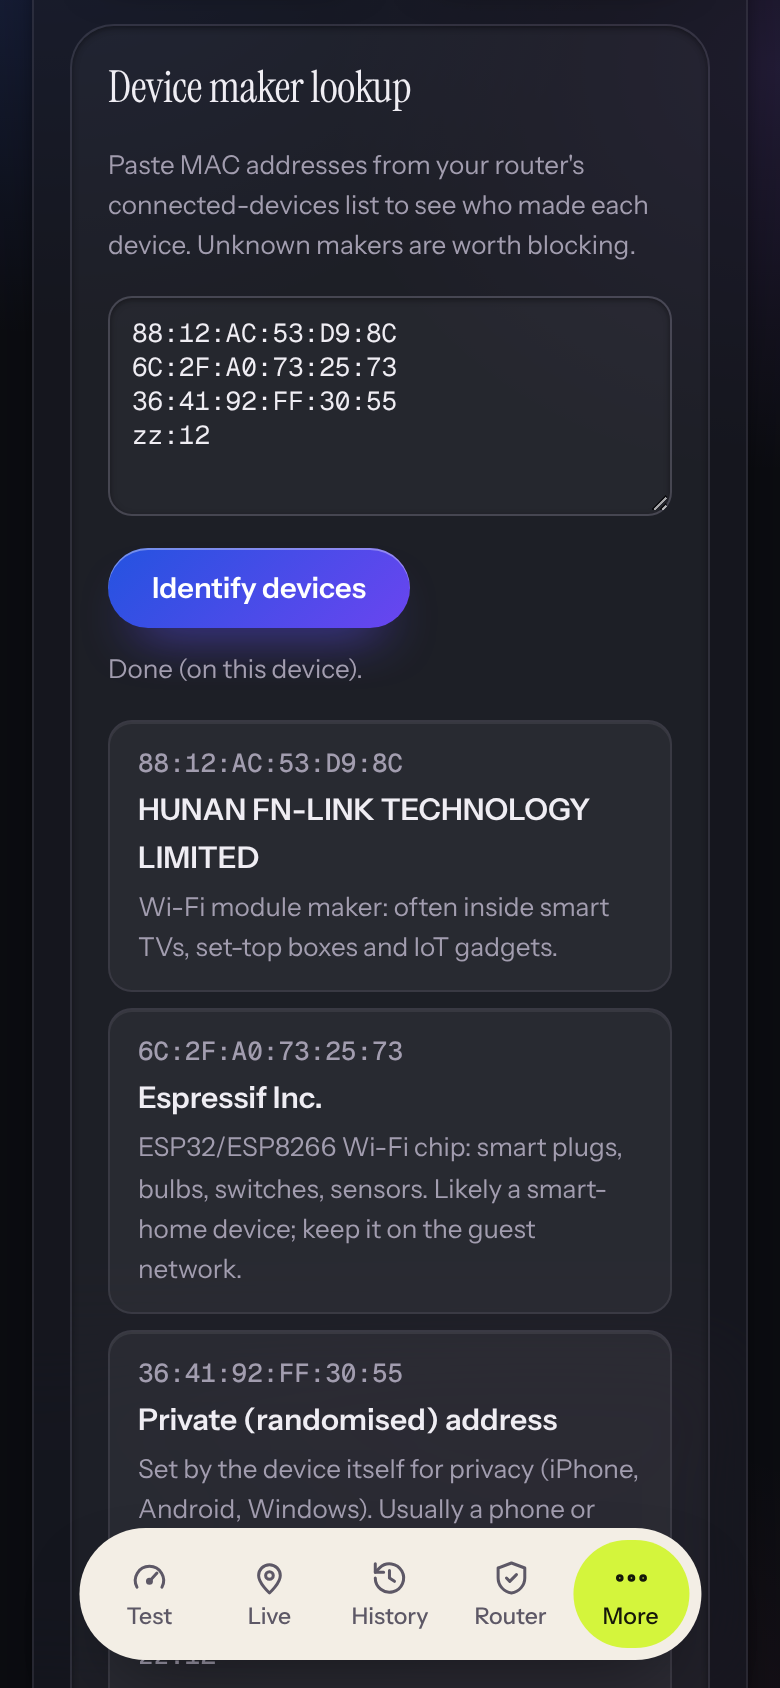 Device maker lookup
Paste MAC addresses from your router's
connected-devices list to see who made each
device. Unknown makers are worth blocking.
88:12:AC:53:D9:8C
6C:2F:A0:73:25:73
36:41:92:FF:30:55
zz:12
Identify devices
Done (on this device).
88:12:AC:53:D9:8C
HUNAN FN-LINK TECHNOLOGY
LIMITED
Wi-Fi module maker: often inside smart
TVs, set-top boxes and IoT gadgets.
6C:2F:A0:73:25:73
Espressif Inc.
ESP32/ESP8266 Wi-Fi chip: smart plugs,
bulbs, switches, sensors. Likely a smart-
home device; keep it on the guest
network.
36:41:92:FF:30:55
Private (randomised) address
Set by the device itself for privacy (iPhone,
Android, Windows). Usually a phone or
Test
Live
History
Router
More